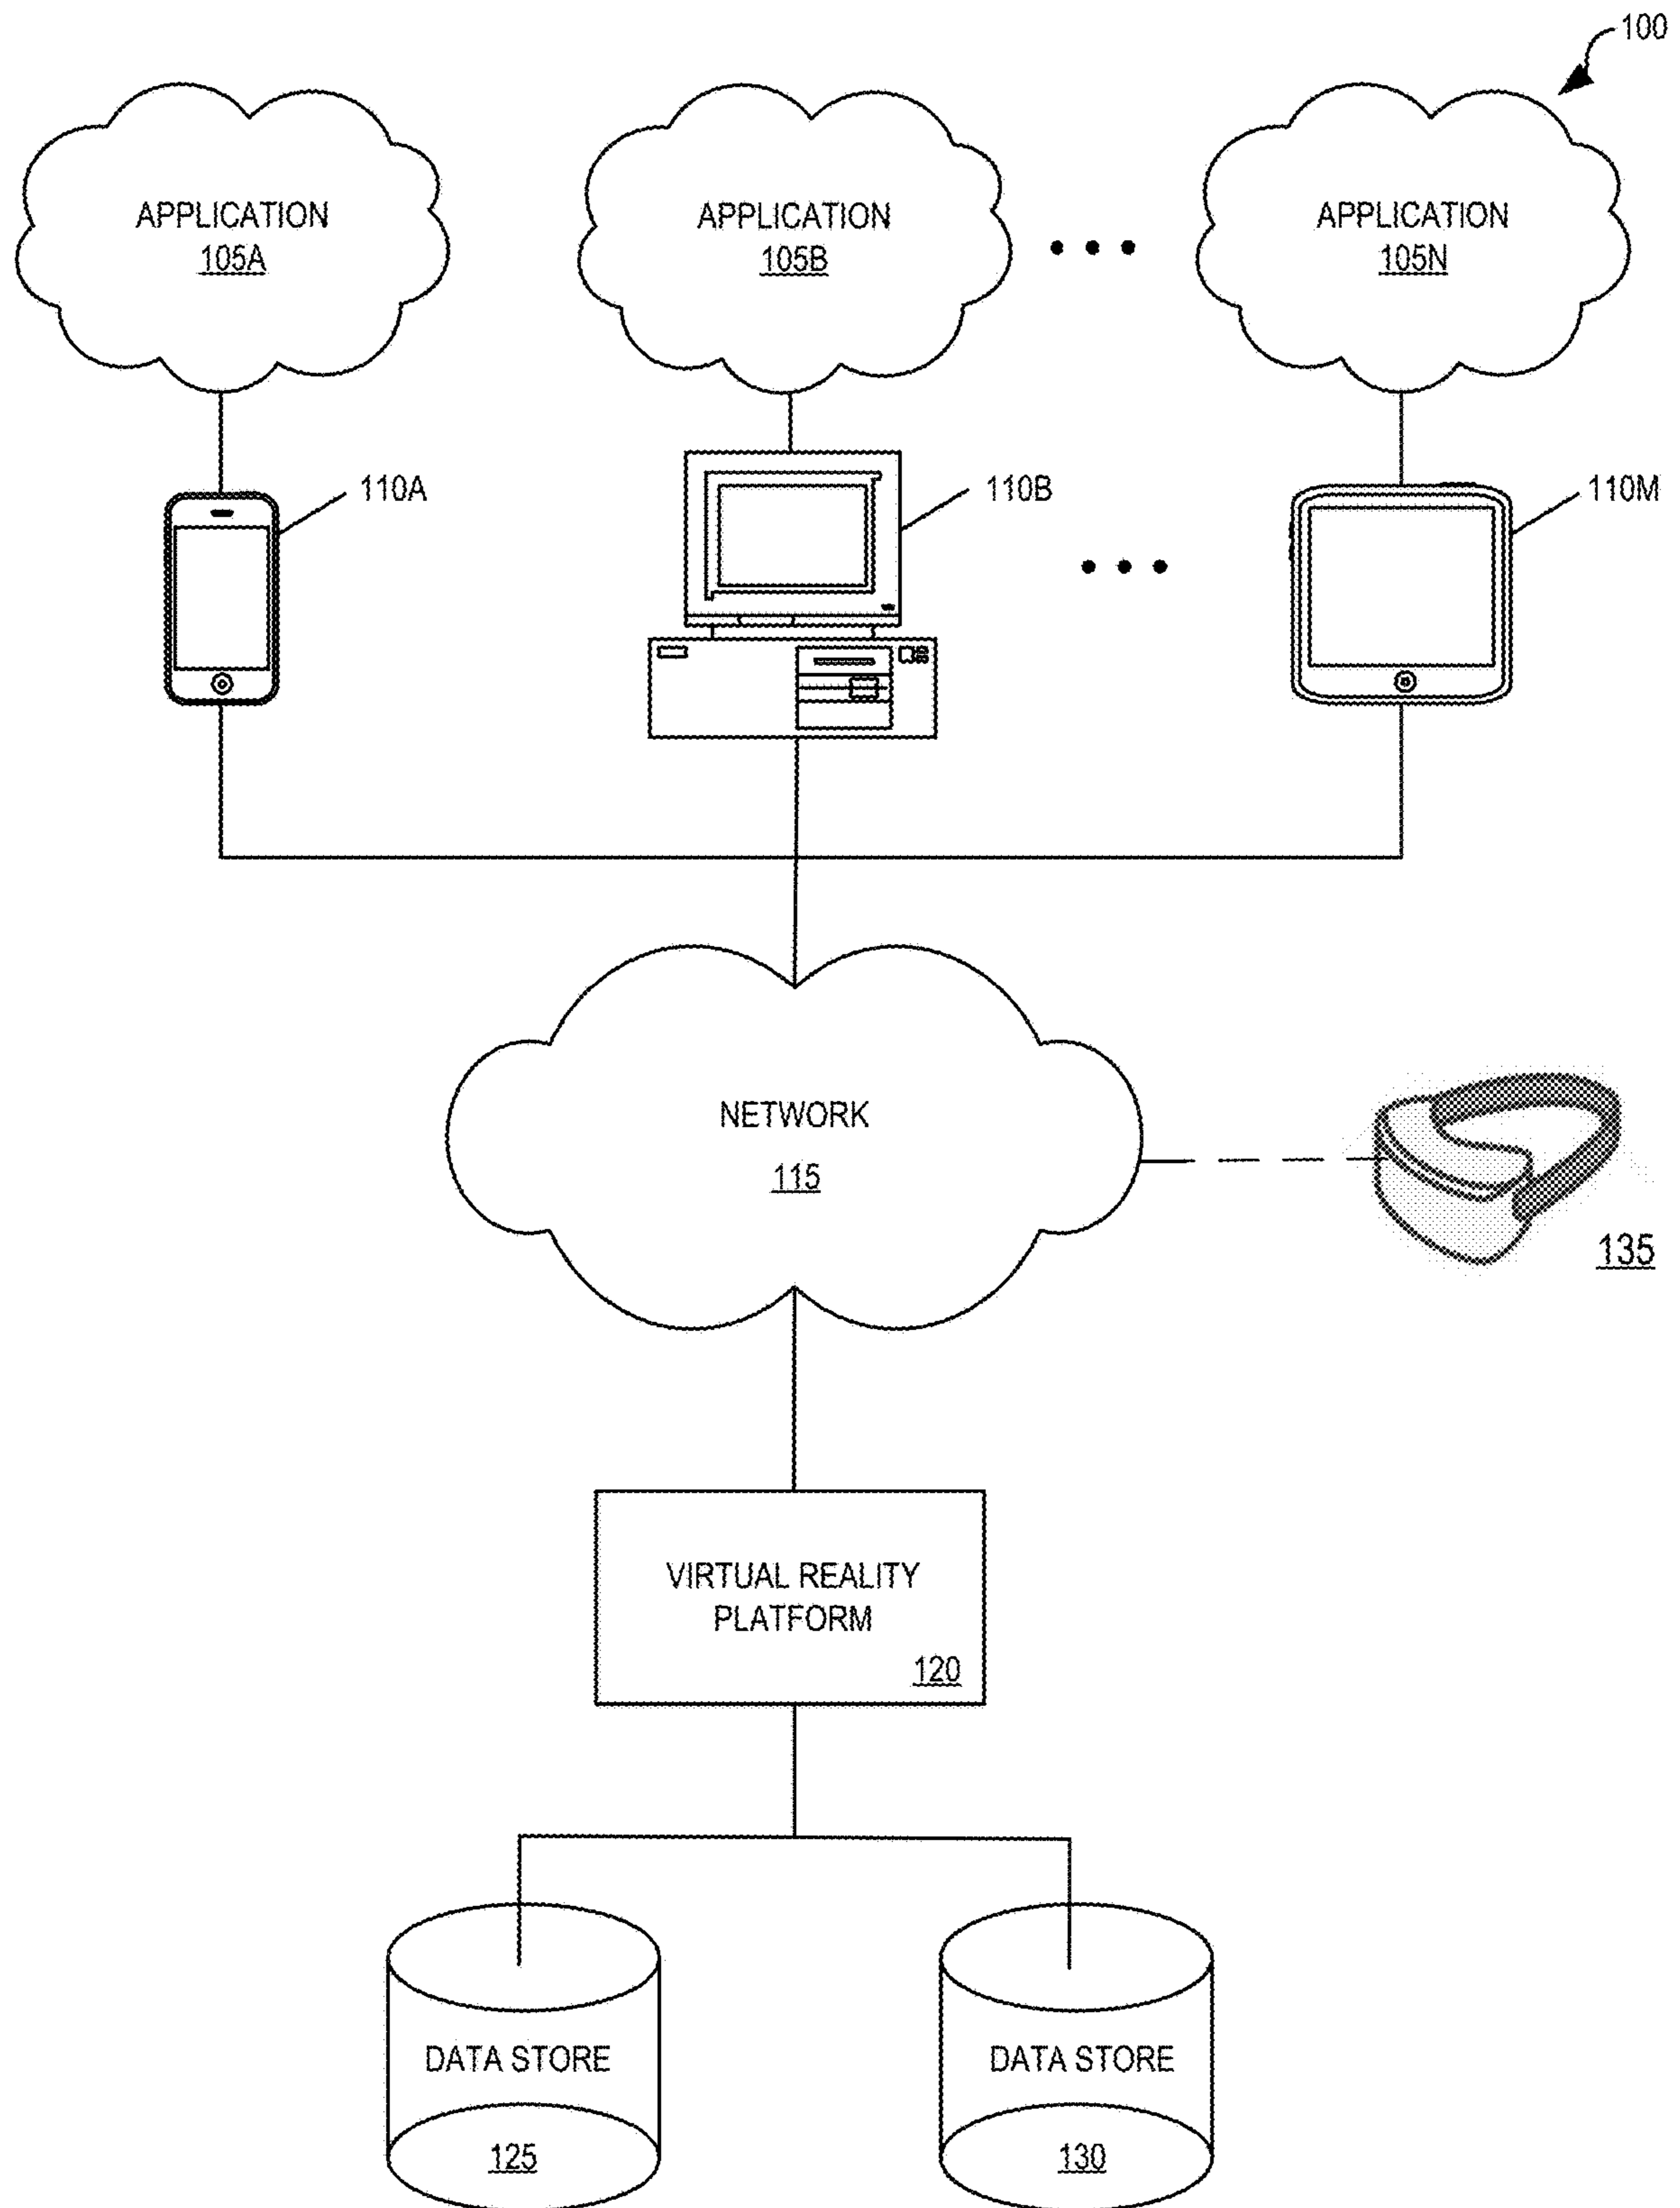 100
APPLICATION
105A
APPLICATION
105B
APPLICATION
105N
110A
110B
110M
NETWORK
115
135
VIRTUAL REALITY
PLATFORM
120
DATA STORE
125
DATA STORE
130